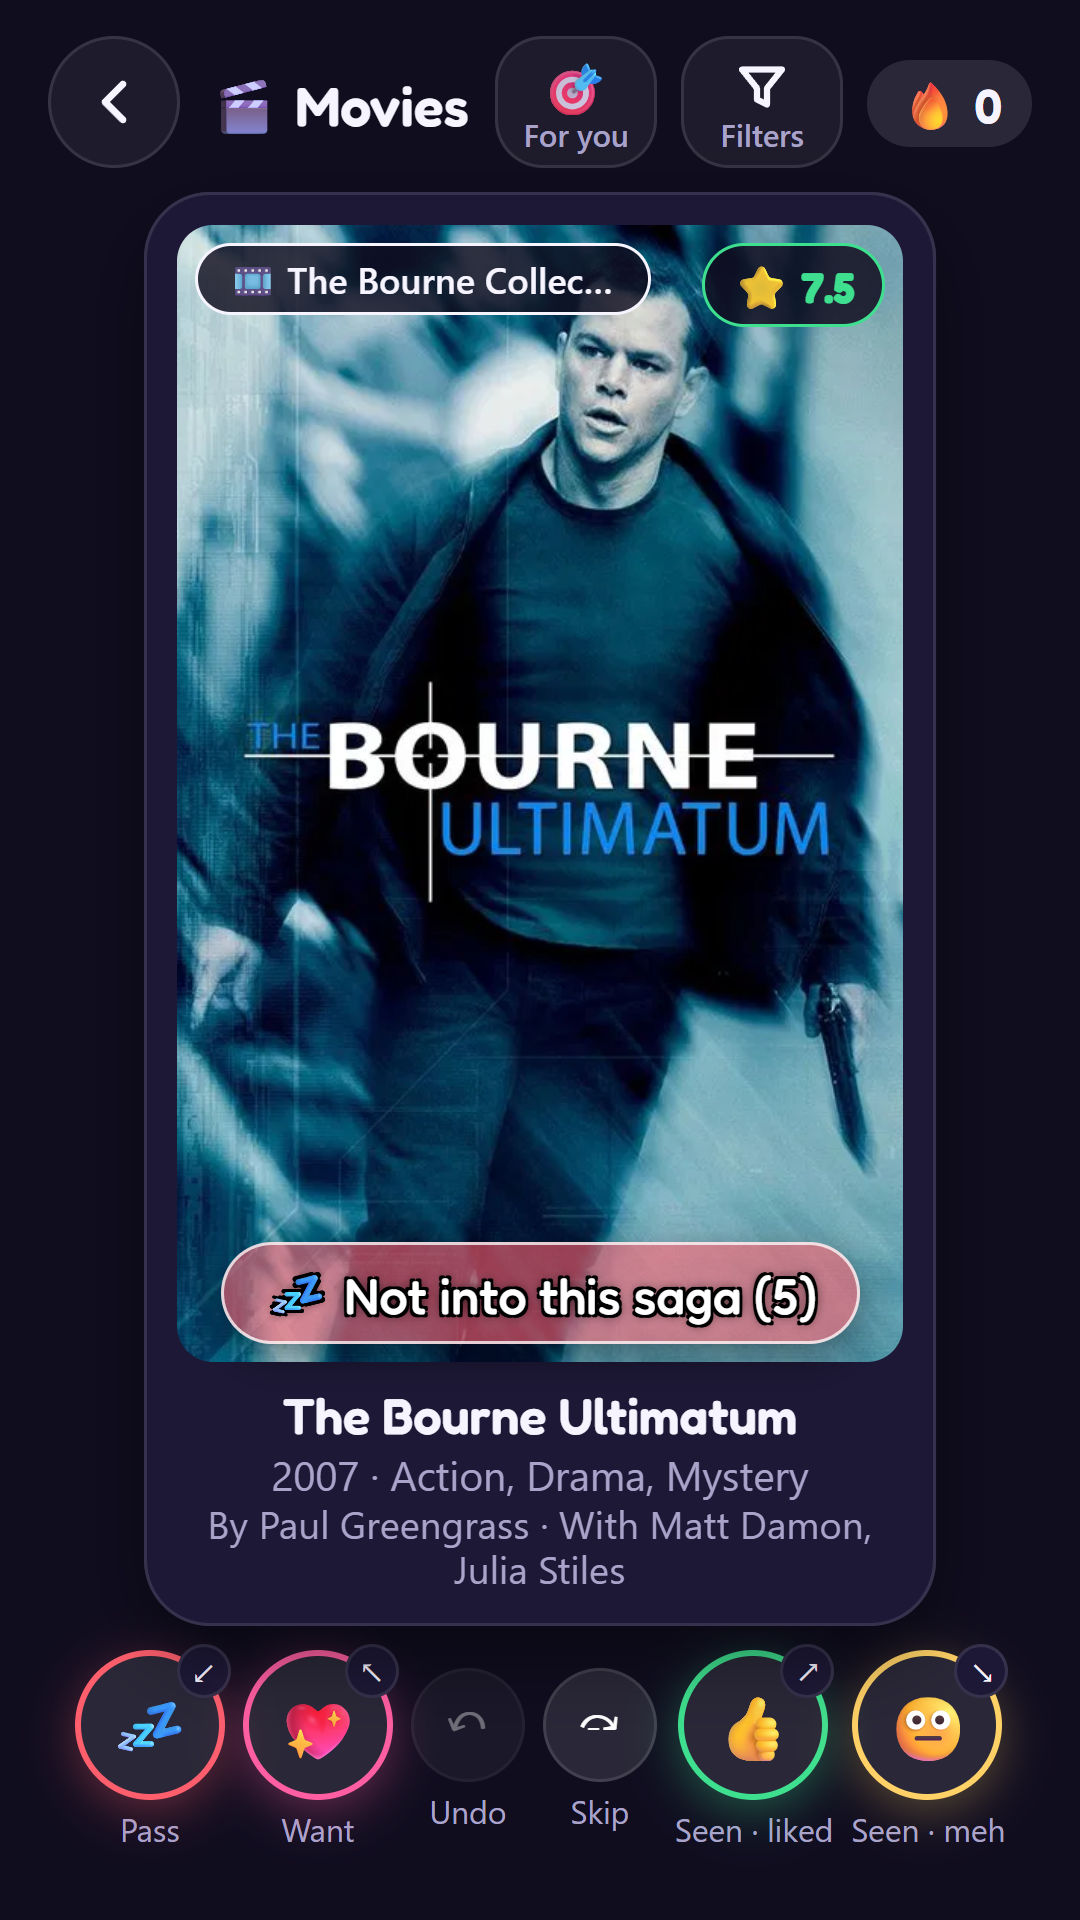 Movies
For you
Filters
0
The Bourne Collec...
7.5
THE BOURNE
ULTIMATUM
Not into this saga (5)
The Bourne Ultimatum
2007 · Action, Drama, Mystery
By Paul Greengrass · With Matt Damon,
Julia Stiles
Pass
Want
Undo
Skip
Seen · liked
Seen · meh